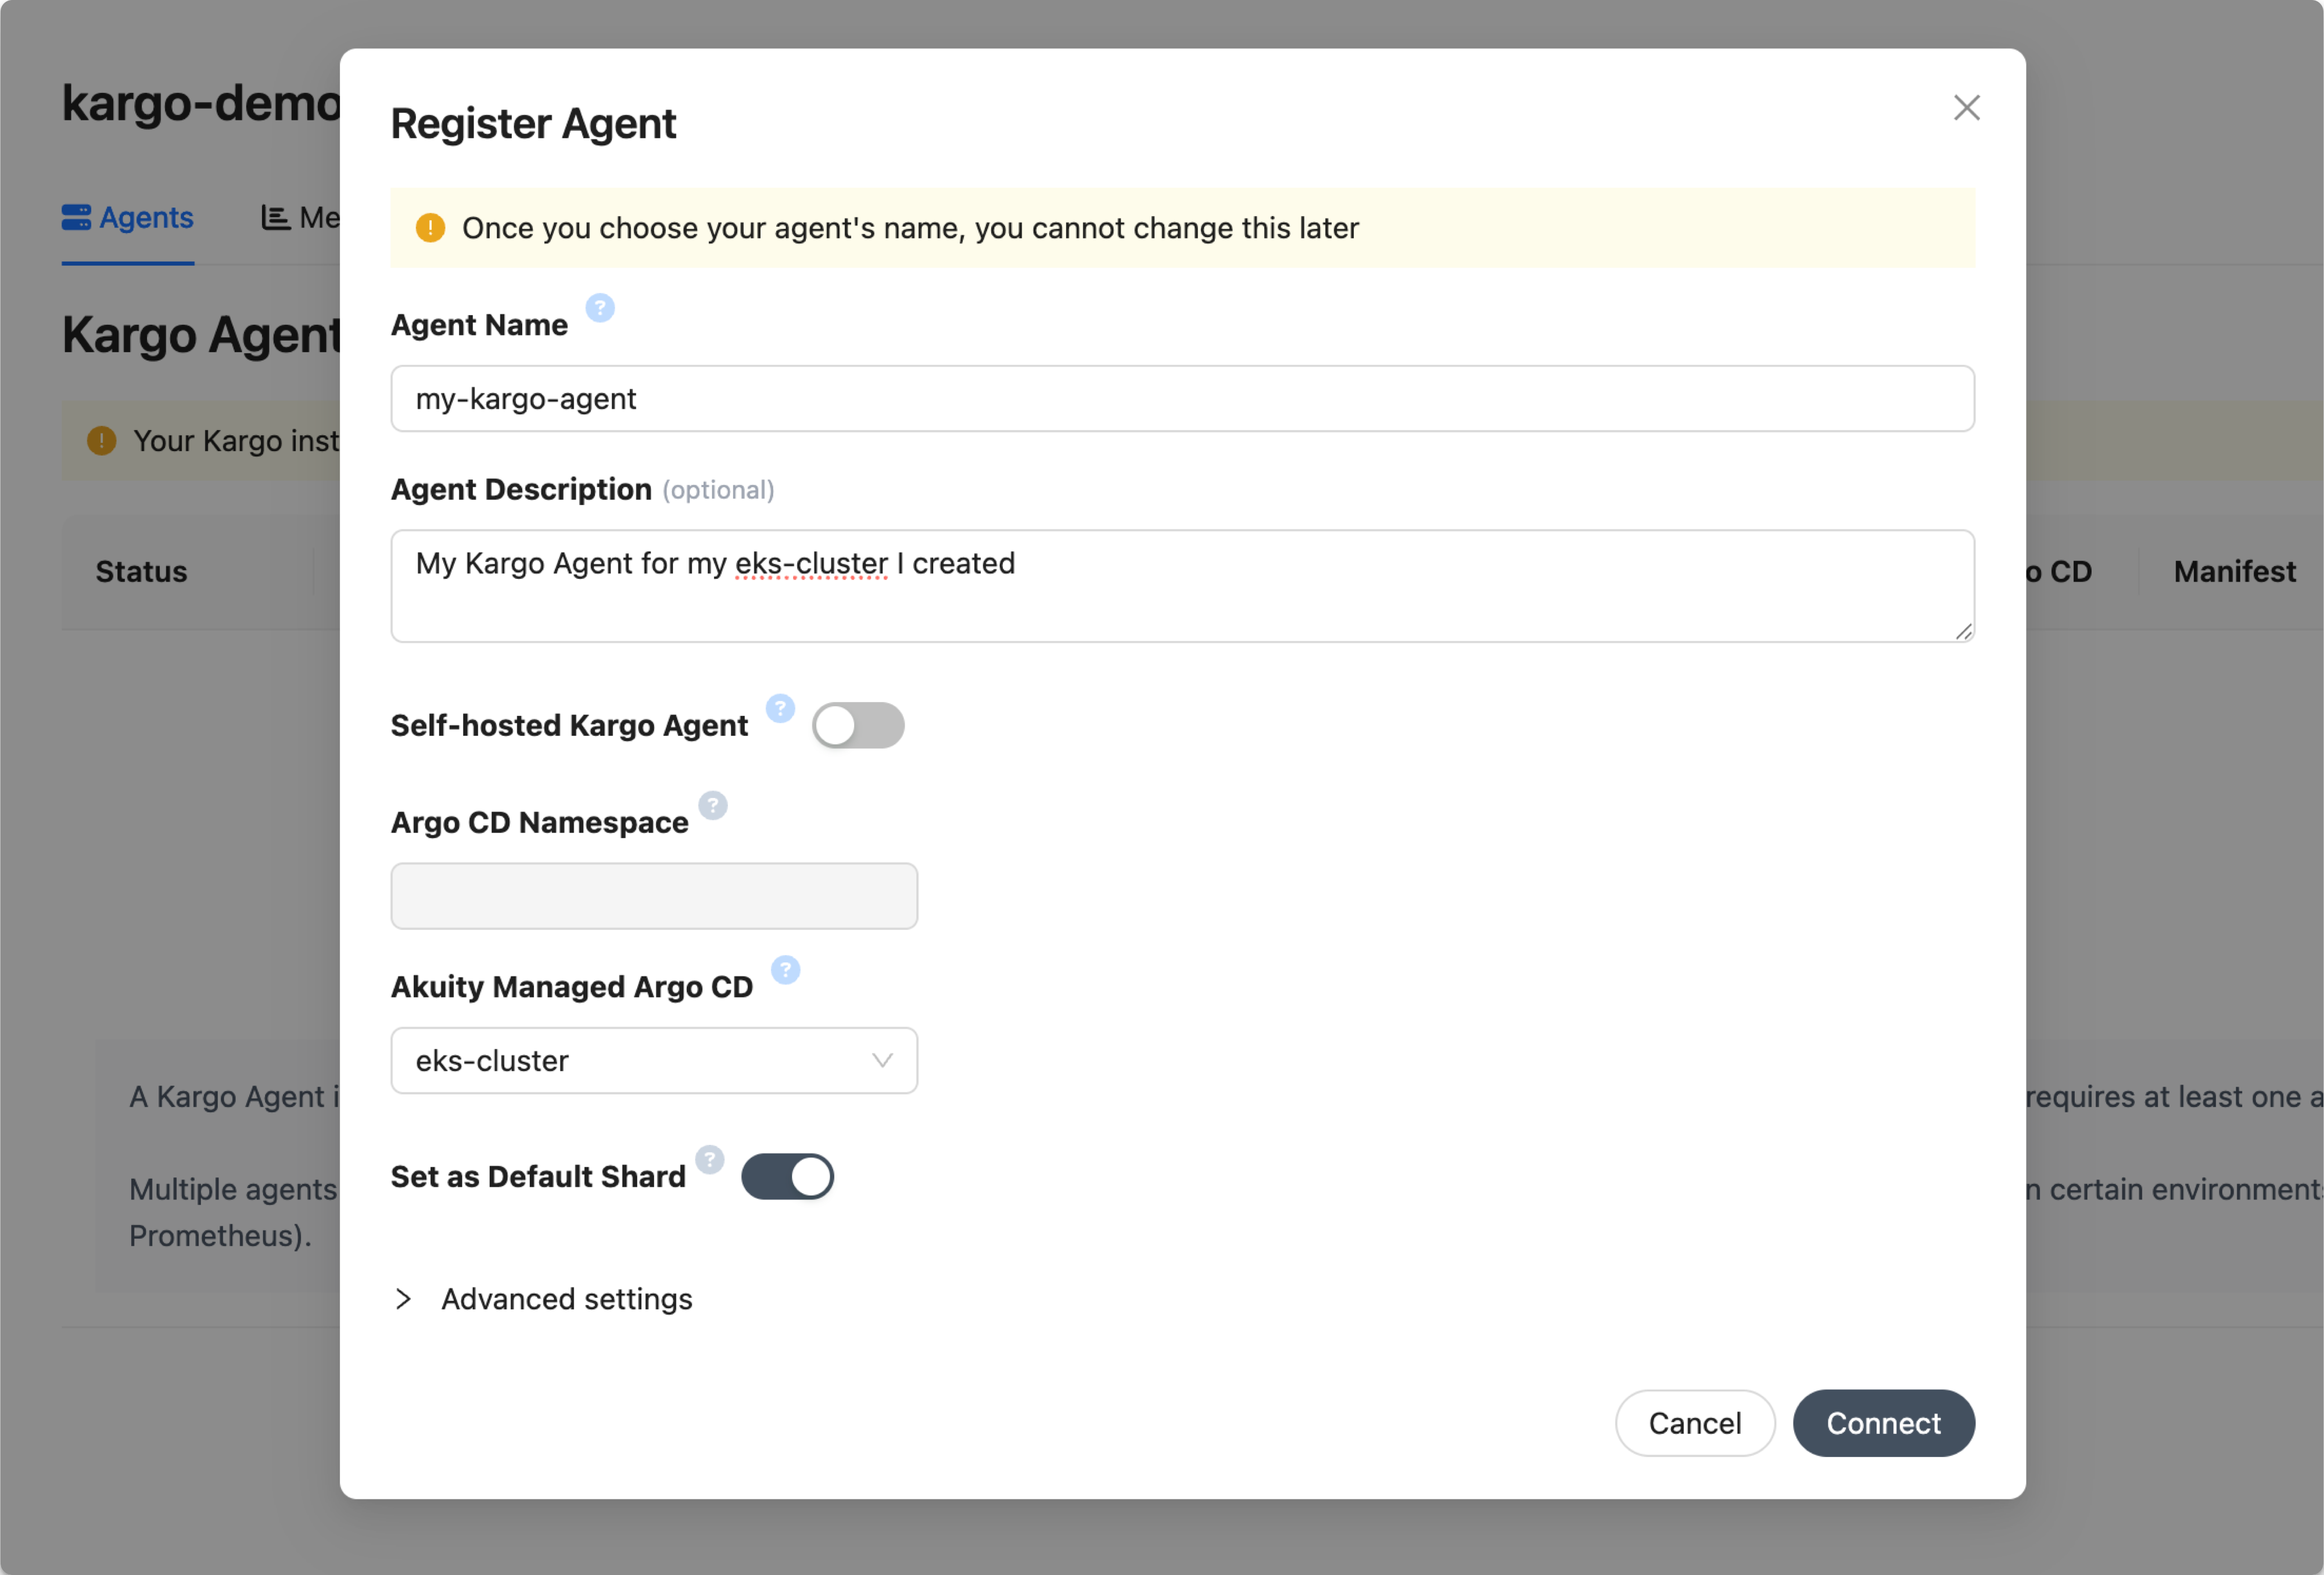 kargo-demo
Agents
Me
Kargo Agent
Your Kargo inst
Status
o CD
Manifest
A Kargo Agent i
requires at least one a
Multiple agents
n certain environment
Prometheus).
Register Agent
Once you choose your agent's name, you cannot change this later
Agent Name
my-kargo-agent
Agent Description (optional)
My Kargo Agent for my eks-cluster I created
Self-hosted Kargo Agent
Argo CD Namespace
Akuity Managed Argo CD
eks-cluster
Set as Default Shard
Advanced settings
Cancel
Connect